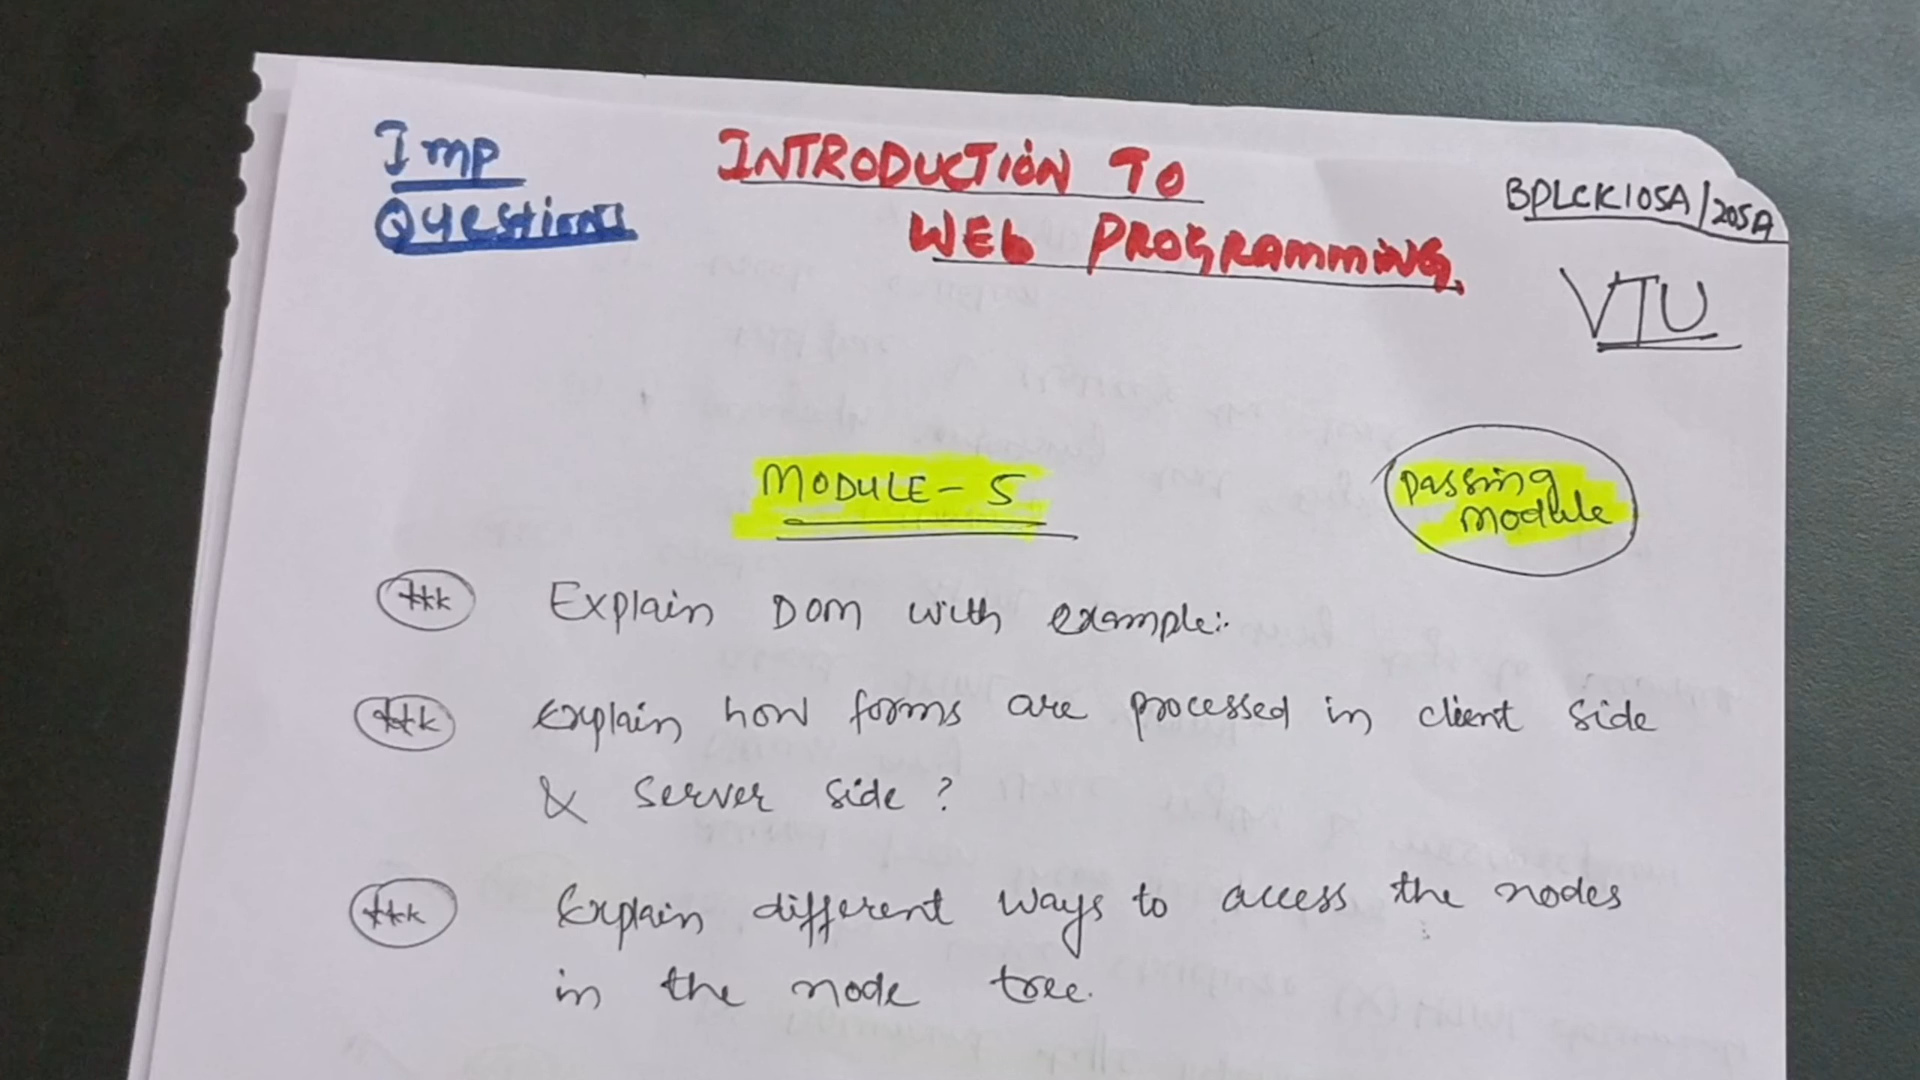 Imp
Questions
INTRODUCTION TO
WEb PROGRAMMING.
BPLCK105A/205A
VTU
MODULE - 5
passing
module
*** Explain DOM with example:.
*** Explain how forms are processed in client side
& server side ?
*** Explain different ways to access the nodes
in the node tree.